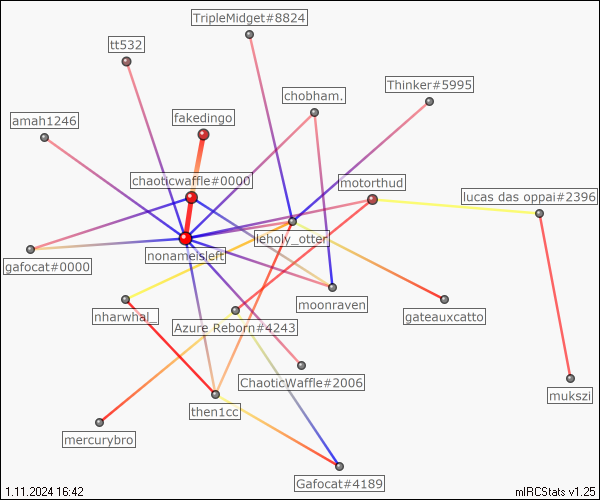 TripleMidget#8824
tt532
Thinker#5995
chobham.
amah1246
fakedingo
chaoticwaffle#0000
motorthud
lucas das oppai#2396
leholy_otter
nonameisleft
gafocat#0000
moonraven
nharwhal_
gateauxcatto
Azure Reborn#4243
ChaoticWaffle#2006
mukszi
then1cc
mercurybro
Gafocat#4189
1.11.2024 16:42
mIRCStats v1.25